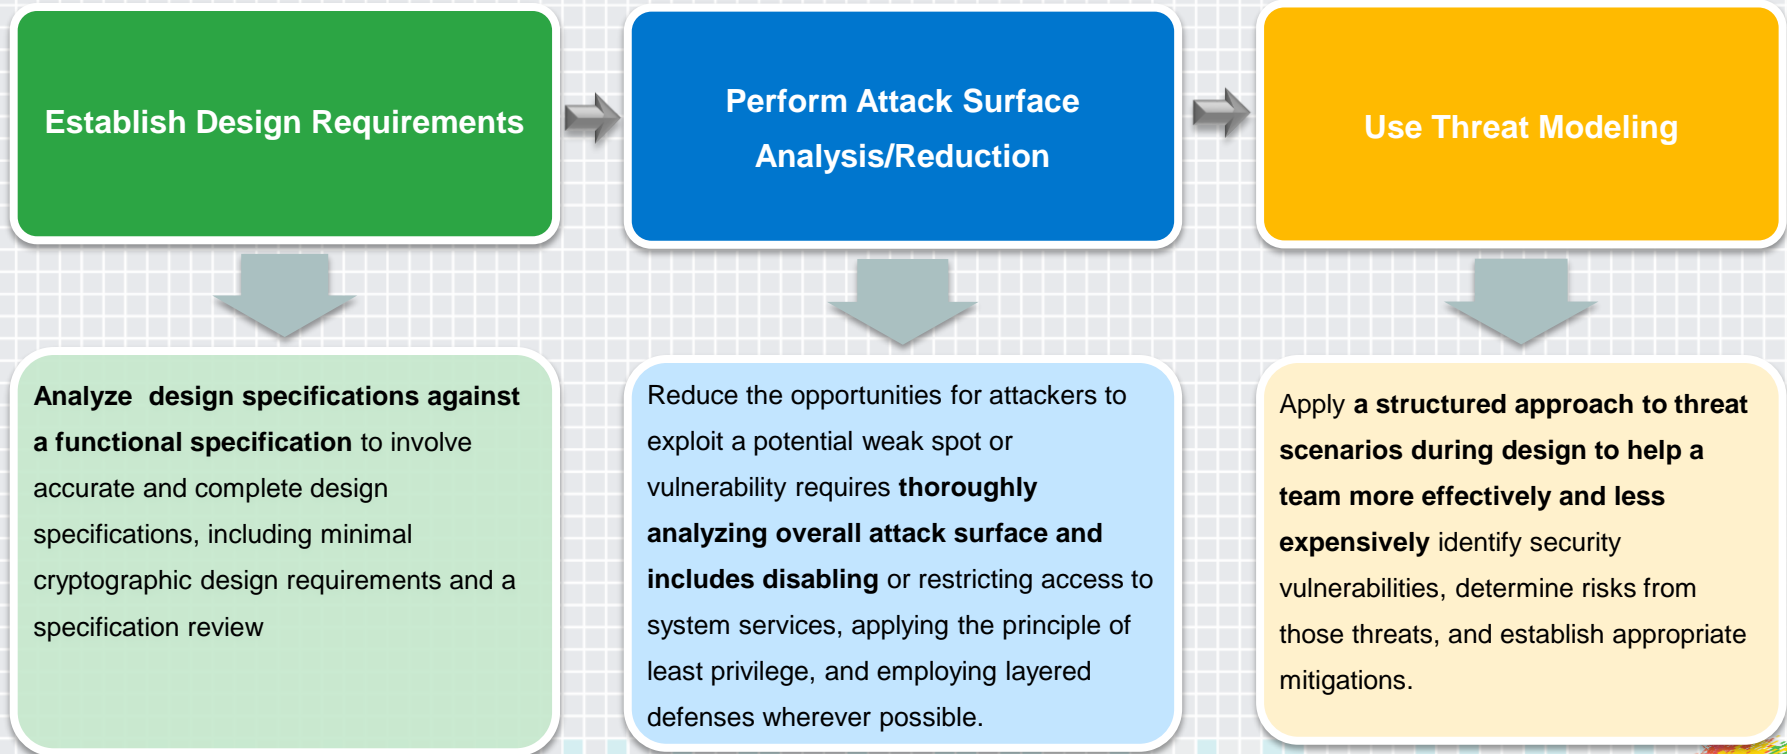 Establish Design Requirements
Perform Attack Surface
Analysis/Reduction
Use Threat Modeling
Analyze  design specifications against
a functional specification to involve
accurate and complete design
specifications, including minimal
cryptographic design requirements and a
specification review
Reduce the opportunities for attackers to
exploit a potential weak spot or
vulnerability requires thoroughly
analyzing overall attack surface and
includes disabling or restricting access to
system services, applying the principle of
least privilege, and employing layered
defenses wherever possible.
Apply a structured approach to threat
scenarios during design to help a
team more effectively and less
expensively identify security
vulnerabilities, determine risks from
those threats, and establish appropriate
mitigations.